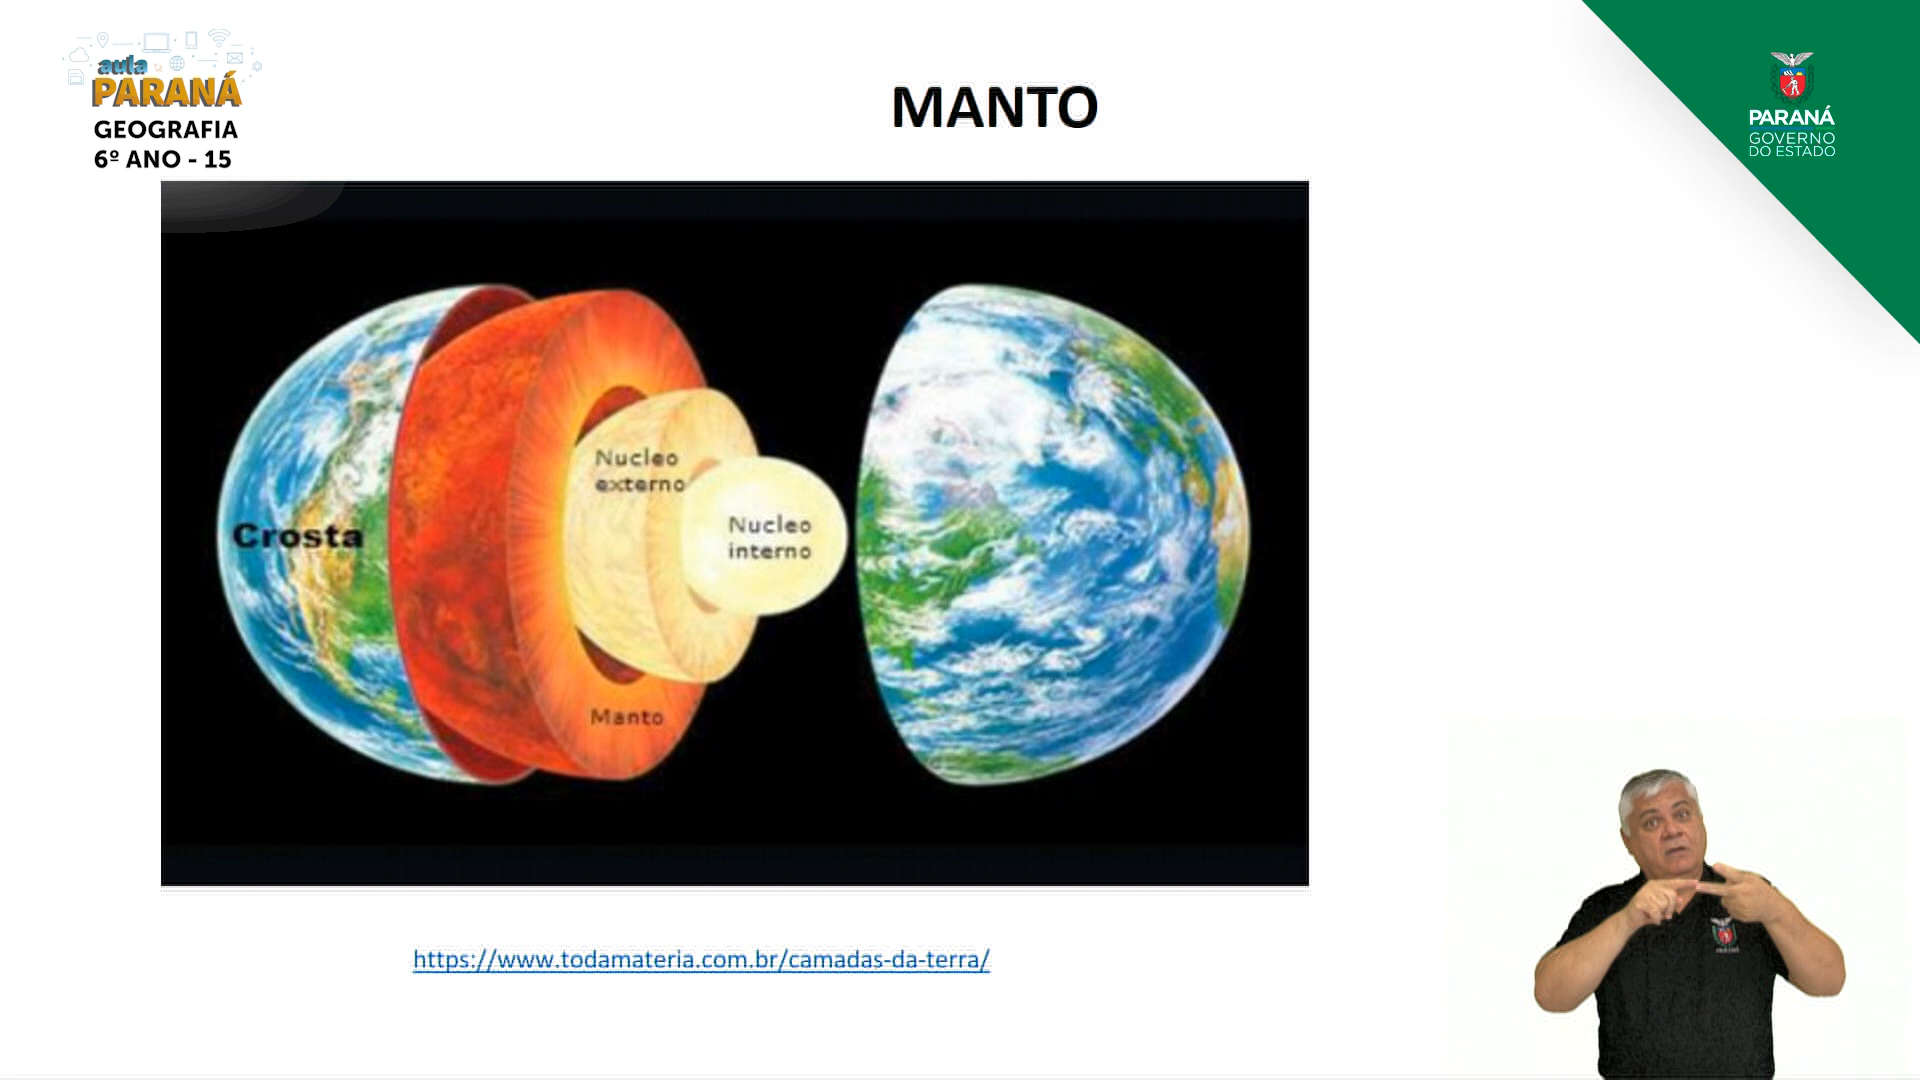 aula
PARANÁ
GEOGRAFIA
6º ANO - 15
MANTO
PARANÁ
GOVERNO
DO ESTADO
Nucleo
externo
Nucleo
interno
Crosta
Manto
https://www.todamateria.com.br/camadas-da-terra/